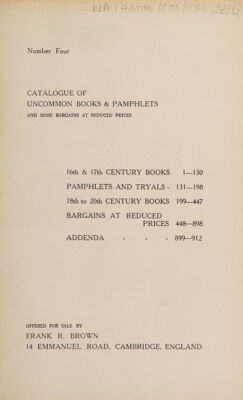 Number Four
CATALOGUE OF
UNCOMMON BOOKS & PAMPHLETS
AND SOME BARGAINS AT REDUCED PRICES
16th & 17th CENTURY BOOKS 1—130
PAMPHLETS AND TRYALS - 131—198
18th to 20th CENTURY BOOKS 199—447
BARGAINS AT REDUCED
PRICES 448—898
ADDENDA - - - 899—912
OFFERED FOR SALE BY
FRANK R. BROWN
14 EMMANUEL ROAD, CAMBRIDGE, ENGLAND